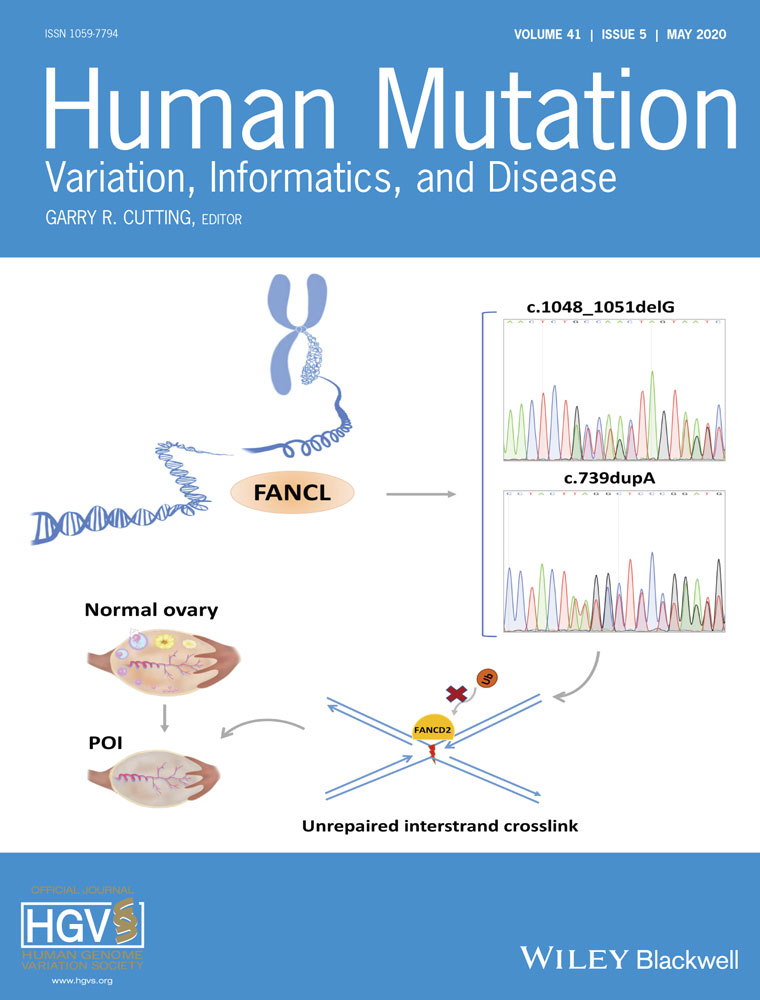 ISSN 1059-7794
VOLUME 41 | ISSUE 5 | MAY 2020
Human Mutation
Variation, Informatics, and Disease
GARRY R. CUTTING, EDITOR
c.1048_1051delG
FANCL
c.739dupA
Normal ovary
POI
Ub
FANCD2
Unrepaired interstrand crosslink
OFFICIAL JOURNAL
HGVS
HUMAN GENOME
VARIATION SOCIETY
www.hgvs.org
WILEY Blackwell